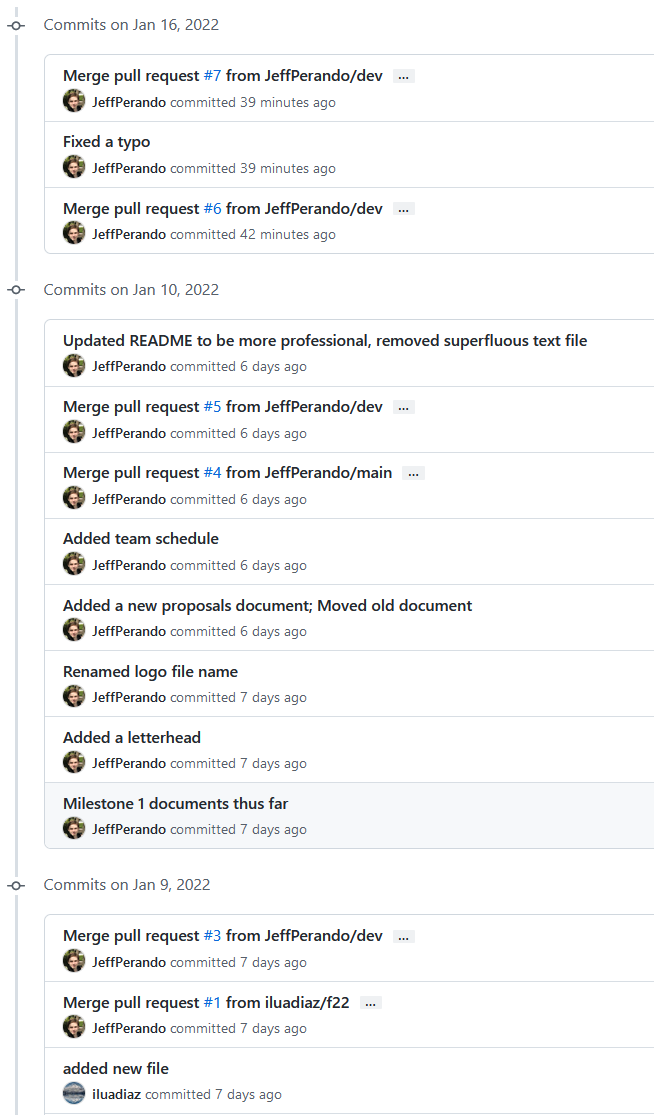 Commits on Jan 16, 2022
Merge pull request #7 from JeffPerando/dev ...
JeffPerando committed 39 minutes ago
Fixed a typo
JeffPerando committed 39 minutes ago
Merge pull request #6 from JeffPerando/dev ...
JeffPerando committed 42 minutes ago
Commits on Jan 10, 2022
Updated README to be more professional, removed superfluous text file
JeffPerando committed 6 days ago
Merge pull request #5 from JeffPerando/dev ...
JeffPerando committed 6 days ago
Merge pull request #4 from JeffPerando/main ...
JeffPerando committed 6 days ago
Added team schedule
JeffPerando committed 6 days ago
Added a new proposals document; Moved old document
JeffPerando committed 6 days ago
Renamed logo file name
JeffPerando committed 7 days ago
Added a letterhead
JeffPerando committed 7 days ago
Milestone 1 documents thus far
JeffPerando committed 7 days ago
Commits on Jan 9, 2022
Merge pull request #3 from JeffPerando/dev ...
JeffPerando committed 7 days ago
Merge pull request #1 from iluadiaz/f22 ...
JeffPerando committed 7 days ago
added new file
iluadiaz committed 7 days ago